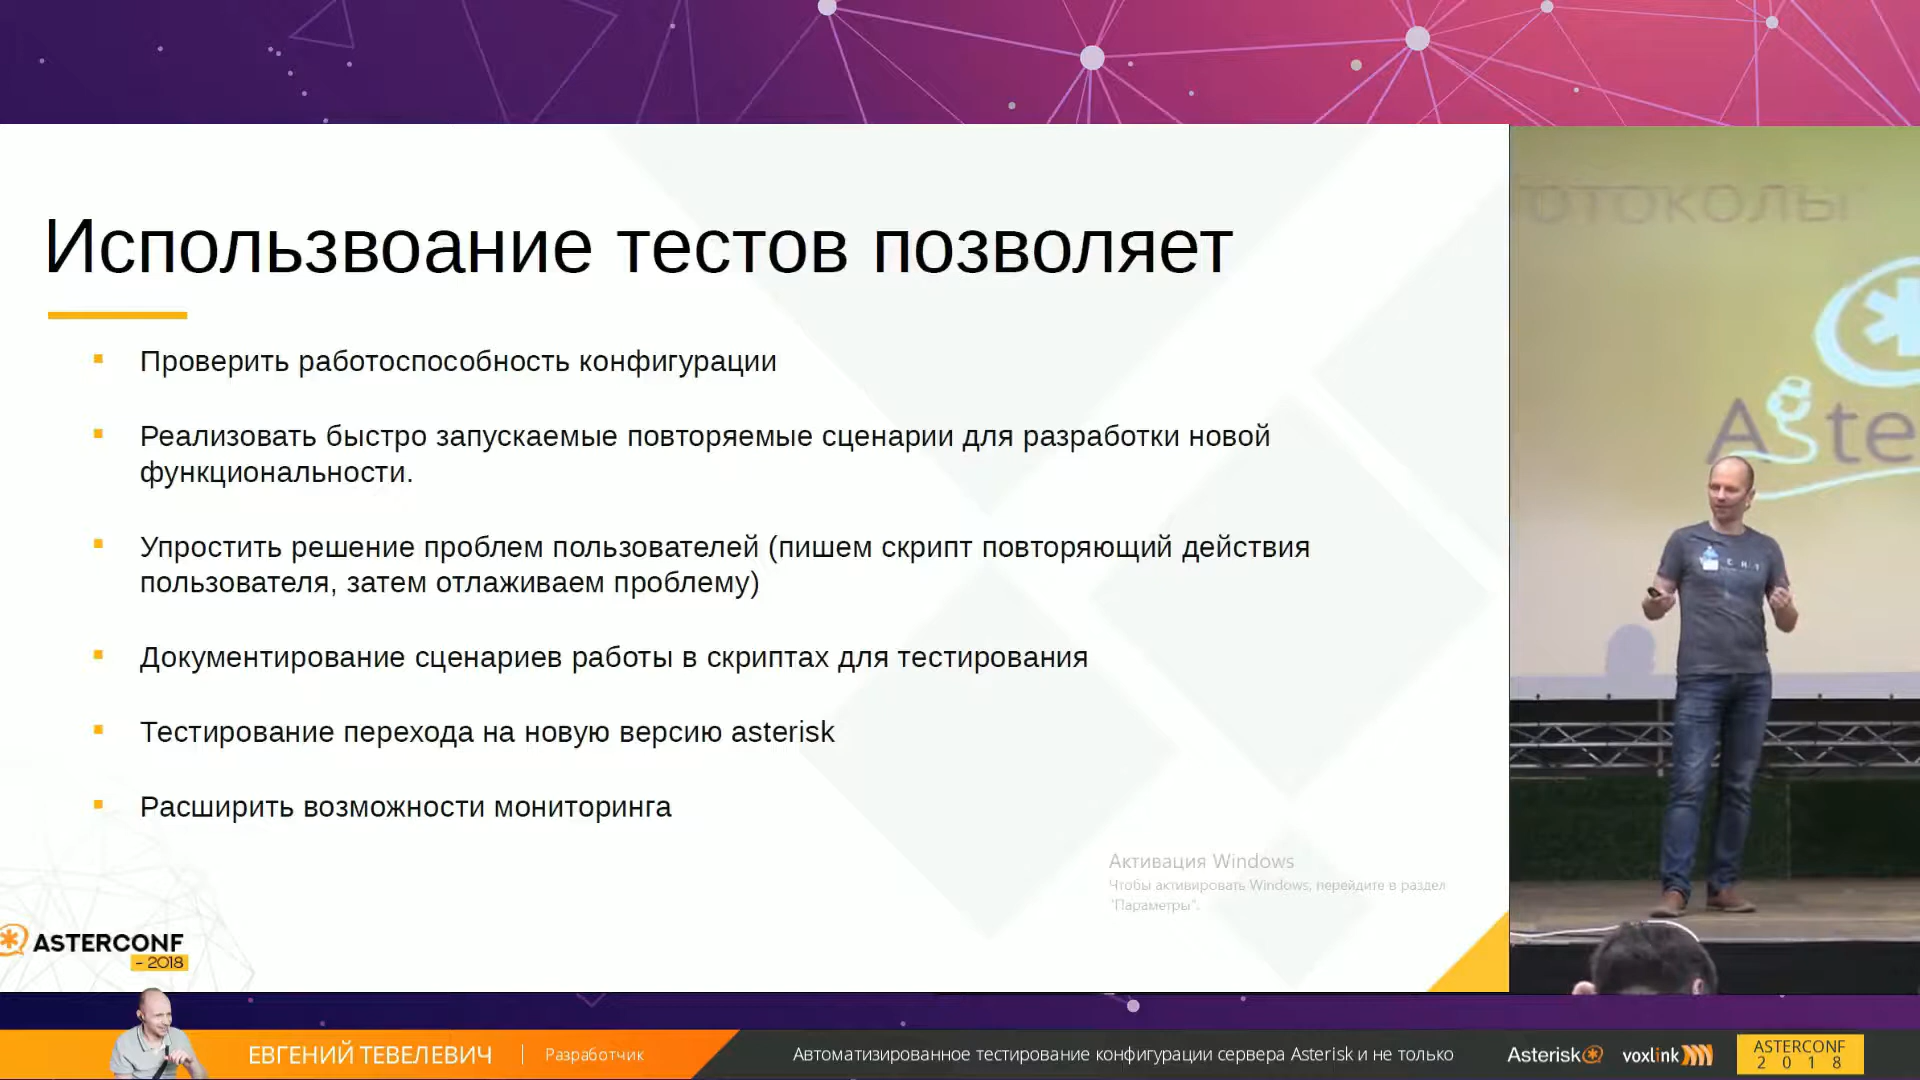 Использвоание тестов позволяет
Проверить работоспособность конфигурации
Реализовать быстро запускаемые повторяемые сценарии для разработки новой
функциональности.
Упростить решение проблем пользователей (пишем скрипт повторяющий действия
пользователя, затем отлаживаем проблему)
Документирование сценариев работы в скриптах для тестирования
Тестирование перехода на новую версию asterisk
Расширить возможности мониторинга
Активация Windows
Чтобы активировать Windows, перейдите в раздел
"Параметры".
ASTERCONF
- 2018
ЕВГЕНИЙ ТЕВЕЛЕВИЧ
Разработчик
Автоматизированное тестирование конфигурации сервера Asterisk и не только
Asterisk
voxlink
ASTERCONF
2 0 1 8